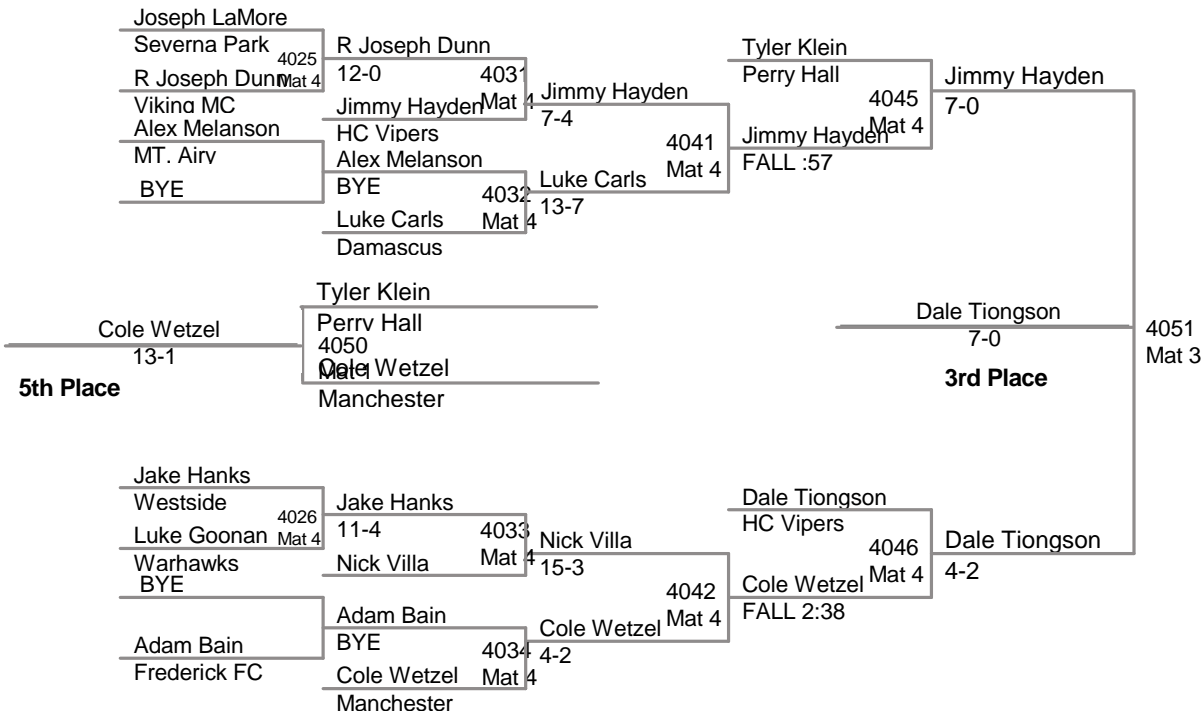 Joseph LaMore
Severna Park
4025
Mat 4
R Joseph Dunn
Viking MC
Alex Melanson
MT. Airy
BYE
R Joseph Dunn
12-0
4031
Mat 4
Jimmy Hayden
HC Vipers
Alex Melanson
BYE
4032
Mat 4
Luke Carls
Damascus
Jimmy Hayden
7-4
4041
Mat 4
Luke Carls
13-7
Tyler Klein
Perry Hall
4045
Mat 4
Jimmy Hayden
FALL :57
Jimmy Hayden
7-0
Cole Wetzel
13-1
5th Place
Tyler Klein
Perry Hall
4050
Mat 1
Cole Wetzel
Manchester
Dale Tiongson
7-0
3rd Place
4051
Mat 3
Jake Hanks
Westside
4026
Mat 4
Luke Goonan
Warhawks
BYE
Adam Bain
Frederick FC
Jake Hanks
11-4
4033
Mat 4
Nick Villa
Adam Bain
BYE
4034
Mat 4
Cole Wetzel
Manchester
Nick Villa
15-3
4042
Mat 4
Cole Wetzel
4-2
Dale Tiongson
HC Vipers
4046
Mat 4
Cole Wetzel
FALL 2:38
Dale Tiongson
4-2